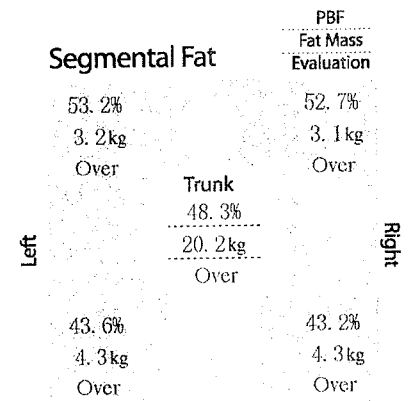 PBF
Fat Mass
Segmental Fat
Evaluation
53. 2%
52. 7%
3. 2kg
3. 1kg
Over
Over
Trunk
48. 3%
Left
20. 2kg
Right
Over
43. 6%
43. 2%
4. 3kg
4. 3kg
Over
Over